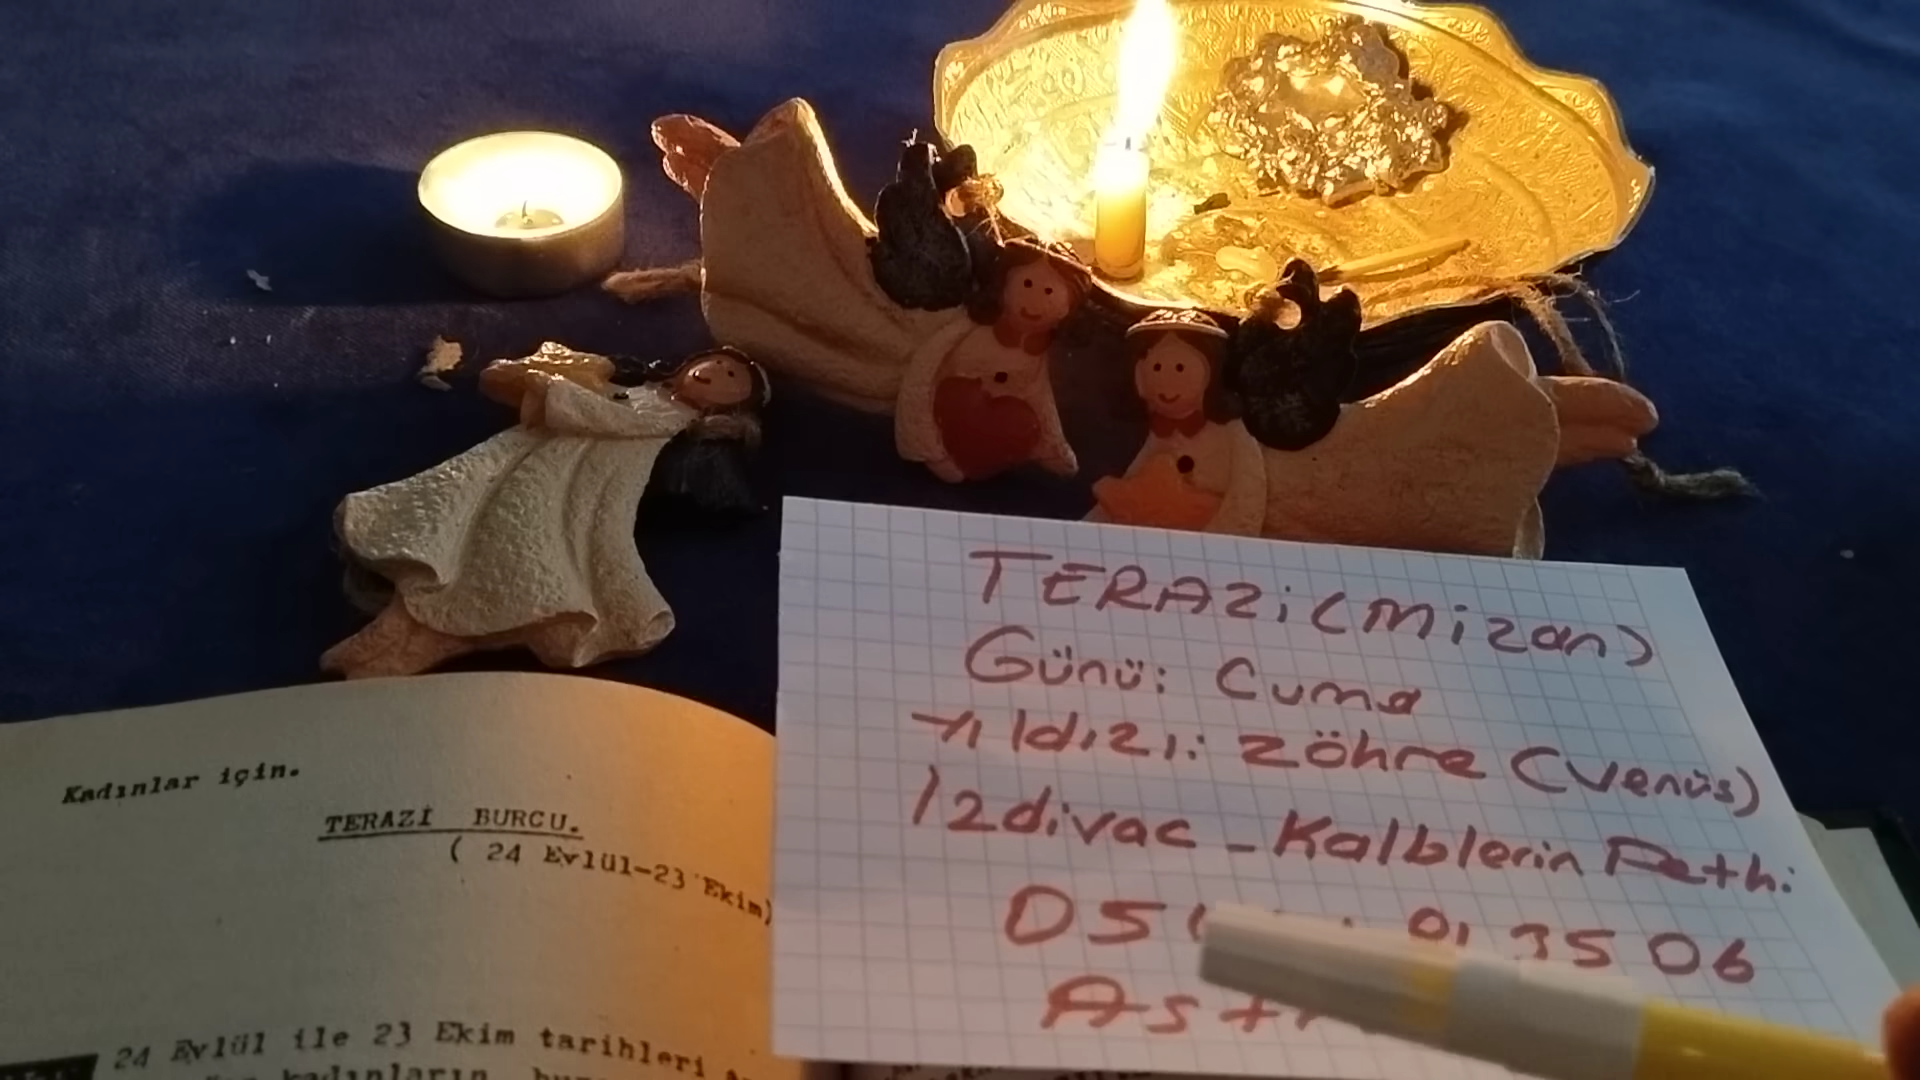 Kadınlar için.
TERAZİ BURCU.
( 24 Eylül-23 Ekim)
24 Eylül ile 23 Ekim tarihleri
kadınların
TERAZi (Mizan)
Günü: Cuma
Yıldızı: Zöhre (Venüs)
İzdivac - Kalblerin Fethi
05 01 35 06